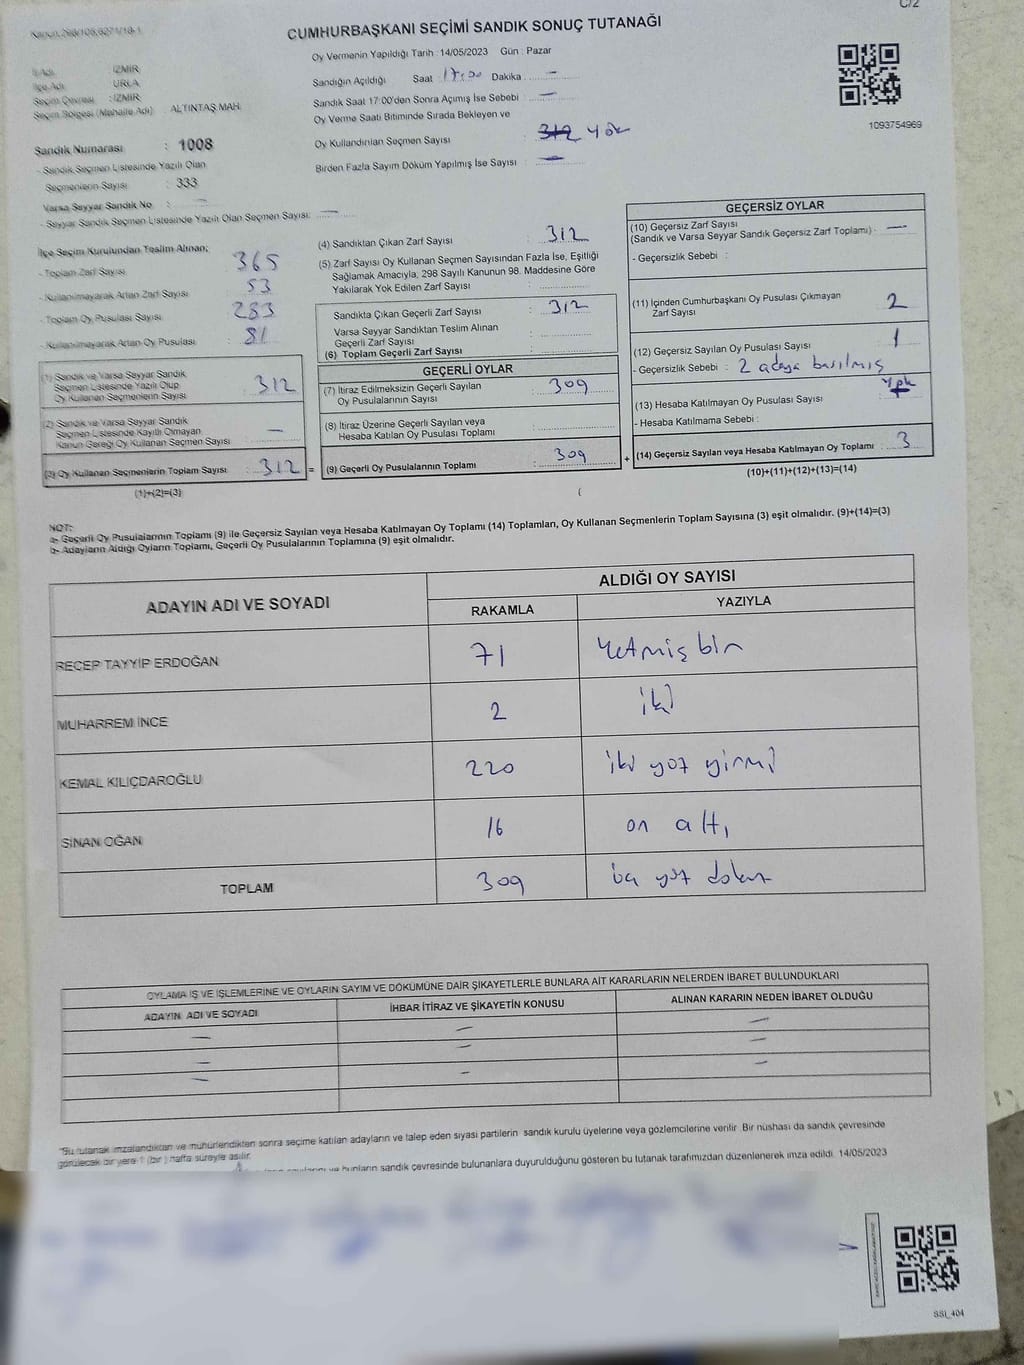 C/2
CUMHURBAŞKANI SEÇİMİ SANDIK SONUÇ TUTANAĞI
Oy Vermenin Yapıldığı Tarih : 14/05/2023 Gün : Pazar
İli Adı : İZMİR
İlçe Adı : URLA
Seçim Çevresi : İZMİR
Seçim Bölgesi (Mahalle Adı) : ALTINTAŞ MAH.
Sandık Numarası : 1008
- Sandık Seçmen Listesinde Yazılı Olan
Seçmenlerin Sayısı : 333
Varsa Seyyar Sandık No : —
- Seyyar Sandık Seçmen Listesinde Yazılı Olan Seçmen Sayısı: —
Sandığın Açıldığı Saat 17:00 Dakika —
Sandık Saat 17:00'den Sonra Açımış İse Sebebi : —
Oy Verme Saati Bitiminde Sırada Bekleyen ve
Oy Kullandırılan Seçmen Sayısı : 312 yok
Birden Fazla Sayım Döküm Yapılmış İse Sayısı : —
1093754969
İlçe Seçim Kurulundan Teslim Alınan;
- Toplam Zarf Sayısı : 365
- Kullanılmayarak Artan Zarf Sayısı : 53
- Toplam Oy Pusulası Sayısı : 283
- Kullanılmayarak Artan Oy Pusulası : 81
(1) Sandık ve Varsa Seyyar Sandık
Seçmen Listesinde Yazılı Olup
Oy Kullanan Seçmenlerin Sayısı : 312
(2) Sandık ve Varsa Seyyar Sandık
Seçmen Listesinde Kayıtlı Olmayan
Kanun Gereği Oy Kullanan Seçmen Sayısı : —
(3) Oy Kullanan Seçmenlerin Toplam Sayısı : 312 =
(1)+(2)=(3)
(4) Sandıktan Çıkan Zarf Sayısı : 312
(5) Zarf Sayısı Oy Kullanan Seçmen Sayısından Fazla İse, Eşitliği
Sağlamak Amacıyla, 298 Sayılı Kanunun 98. Maddesine Göre
Yakılarak Yok Edilen Zarf Sayısı :
Sandıkta Çıkan Geçerli Zarf Sayısı : 312
Varsa Seyyar Sandıktan Teslim Alınan
Geçerli Zarf Sayısı :
(6) Toplam Geçerli Zarf Sayısı :
GEÇERLİ OYLAR
(7) İtiraz Edilmeksizin Geçerli Sayılan
Oy Pusulalarının Sayısı : 309
(8) İtiraz Üzerine Geçerli Sayılan veya
Hesaba Katılan Oy Pusulası Toplamı :
(9) Geçerli Oy Pusulalarının Toplamı : 309 +
GEÇERSİZ OYLAR
(10) Geçersiz Zarf Sayısı
(Sandık ve Varsa Seyyar Sandık Geçersiz Zarf Toplamı) : —
- Geçersizlik Sebebi :
(11) İçinden Cumhurbaşkanı Oy Pusulası Çıkmayan
Zarf Sayısı : 2
(12) Geçersiz Sayılan Oy Pusulası Sayısı : 1
- Geçersizlik Sebebi : 2 adaya basılmış
(13) Hesaba Katılmayan Oy Pusulası Sayısı :
- Hesaba Katılmama Sebebi :
(14) Geçersiz Sayılan veya Hesaba Katılmayan Oy Toplamı : 3
(10)+(11)+(12)+(13)=(14)
NOT:
a- Geçerli Oy Pusulalarının Toplamı (9) ile Geçersiz Sayılan veya Hesaba Katılmayan Oy Toplamı (14) Toplamları, Oy Kullanan Seçmenlerin Toplam Sayısına (3) eşit olmalıdır. (9)+(14)=(3)
b- Adayların Aldığı Oyların Toplamı, Geçerli Oy Pusulalarının Toplamına (9) eşit olmalıdır.
ADAYIN ADI VE SOYADI
ALDIĞI OY SAYISI
RAKAMLA YAZIYLA
RECEP TAYYİP ERDOĞAN 71 Yetmiş bir
MUHARREM İNCE 2 iki
KEMAL KILIÇDAROĞLU 220 iki yüz yirmi
SİNAN OĞAN 16 on altı
TOPLAM 309 üç yüz dokuz
OYLAMA İŞ VE İŞLEMLERİNE VE OYLARIN SAYIM VE DÖKÜMÜNE DAİR ŞİKAYETLERLE BUNLARA AİT KARARLARIN NELERDEN İBARET BULUNDUKLARI
ADAYIN ADI VE SOYADI İHBAR İTİRAZ VE ŞİKAYETİN KONUSU ALINAN KARARIN NEDEN İBARET OLDUĞU
"Bu tutanak imzalandıktan ve mühürlendikten sonra seçime katılan adayların ve talep eden siyasi partilerin sandık kurulu üyelerine veya gözlemcilerine verilir. Bir nüshası da sandık çevresinde
görülecek bir yere 1 (bir ) hafta süreyle asılır.
bunların sandık çevresinde bulunanlara duyurulduğunu gösteren bu tutanak tarafımızdan düzenlenerek imza edildi. 14/05/2023
SSİ_404